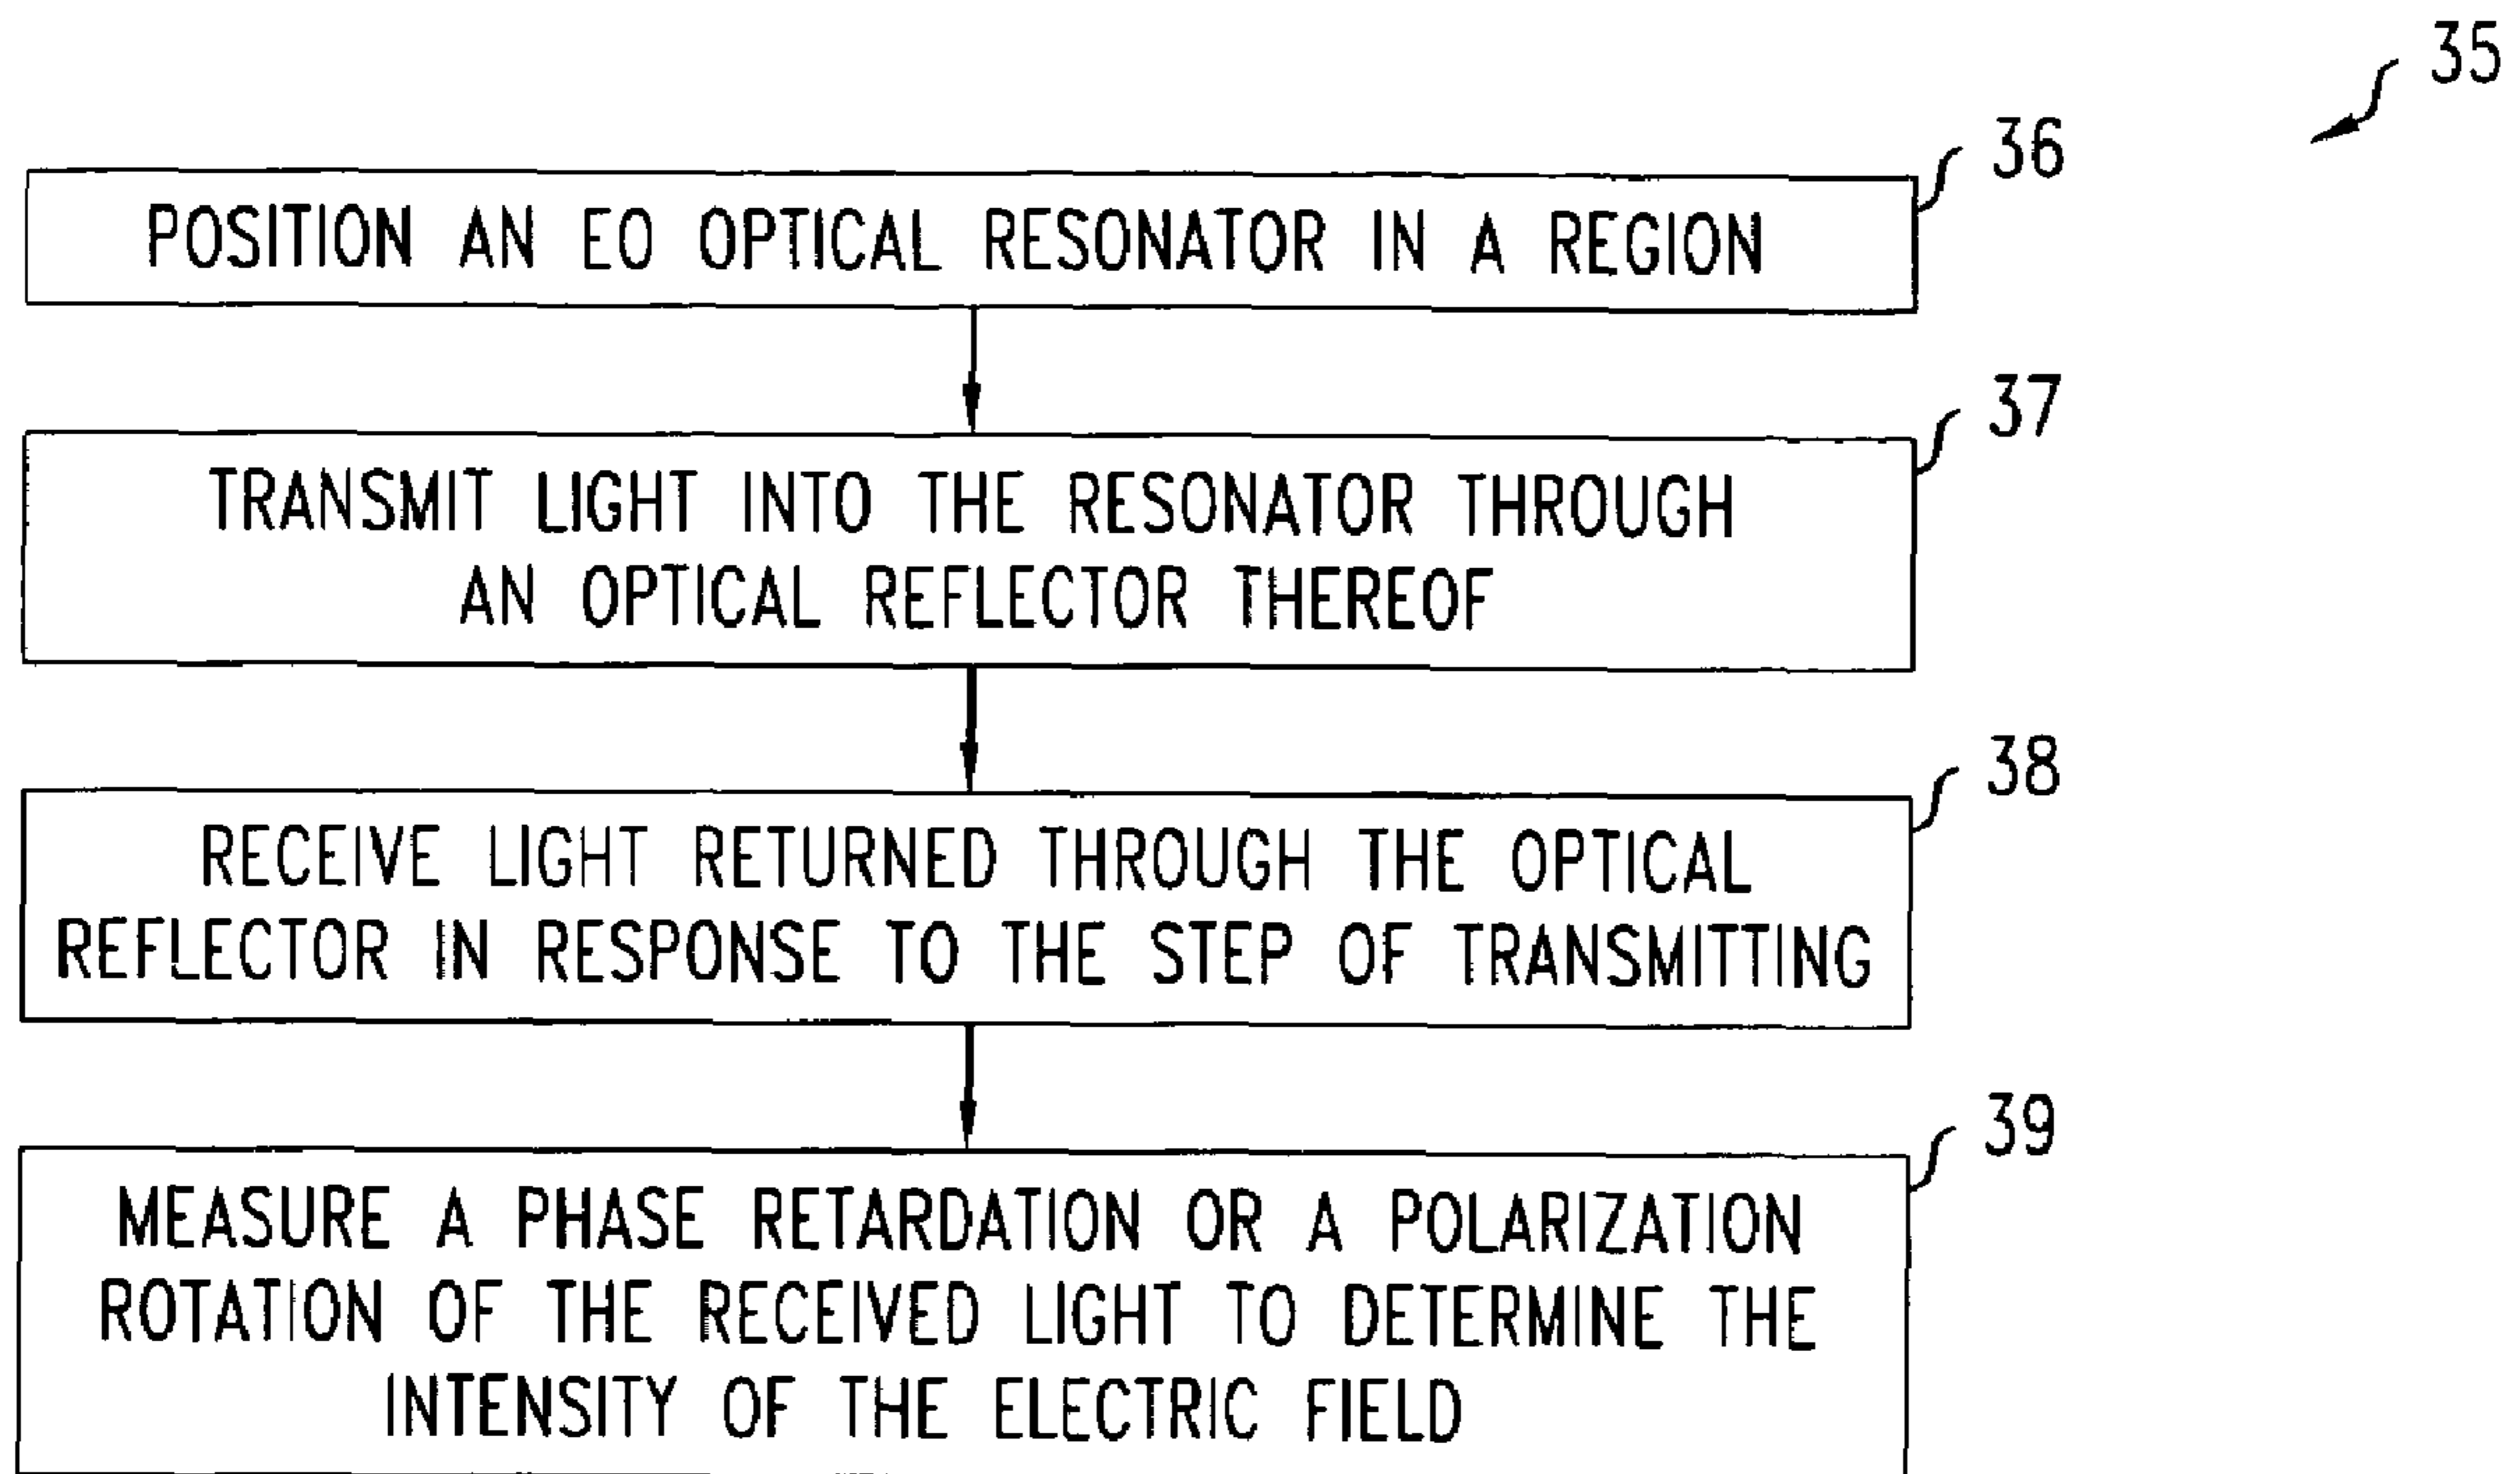 35
36
POSITION AN EO OPTICAL RESONATOR IN A REGION
37
TRANSMIT LIGHT INTO THE RESONATOR THROUGH
AN OPTICAL REFLECTOR THEREOF
38
RECEIVE LIGHT RETURNED THROUGH THE OPTICAL
REFLECTOR IN RESPONSE TO THE STEP OF TRANSMITTING
39
MEASURE A PHASE RETARDATION OR A POLARIZATION
ROTATION OF THE RECEIVED LIGHT TO DETERMINE THE
INTENSITY OF THE ELECTRIC FIELD